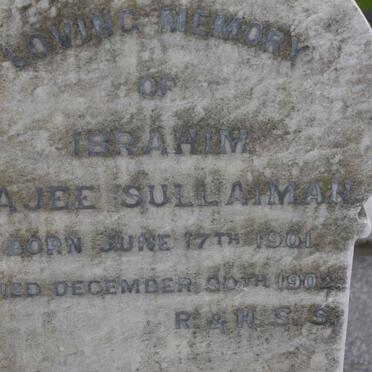 LOVING MEMORY
OF
IBRAHIM
AJEE SULLAIMAN
BORN JUNE 17TH 1901
DIED DECEMBER 30TH 1902
R & H. S. S.